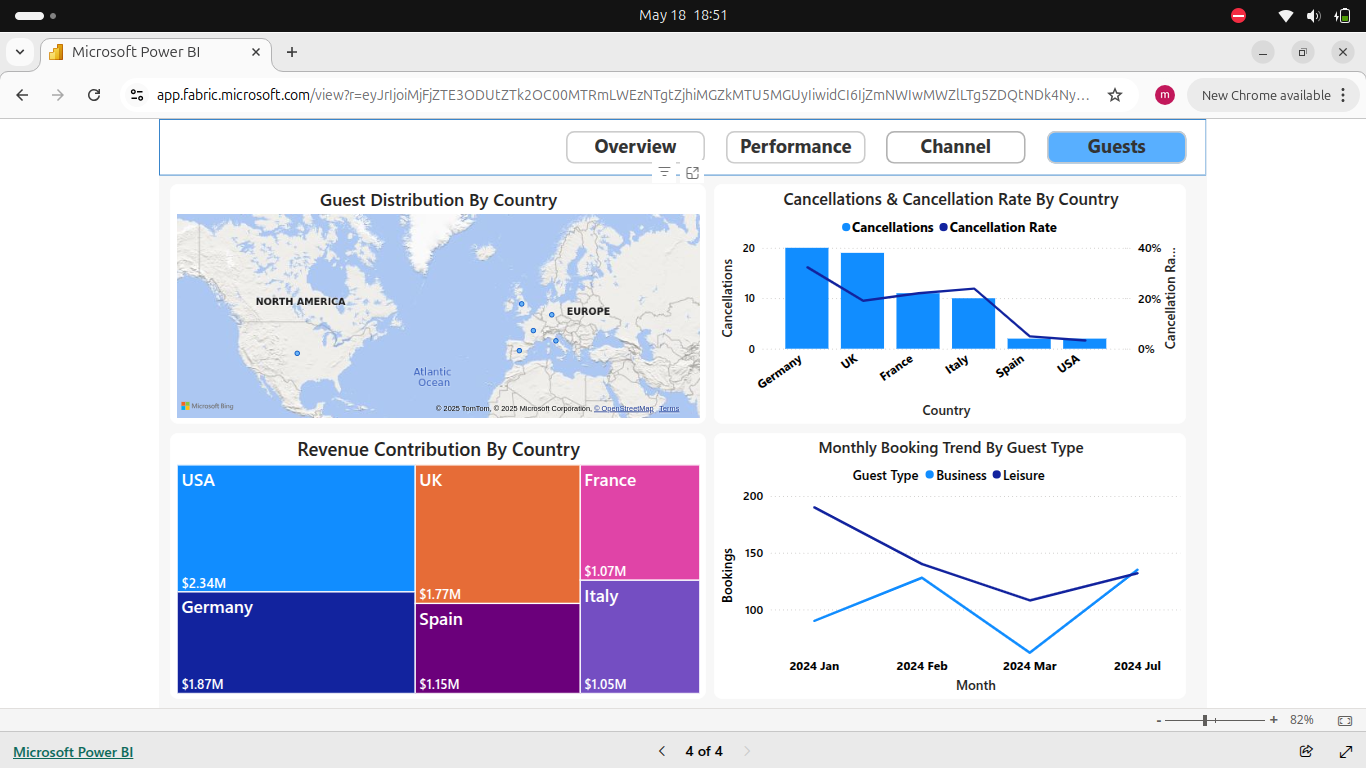 May 18 18:51
Microsoft Power BI
app.fabric.microsoft.com/view?r=eyJrIjoiMjFjZTE3ODUtZTk2OC00MTRmLWEzNTgtZjhiMGZkMTU5MGUyIiwidCI6IjZmNWIwMWZlLTg5ZDQtNDk4Ny...
m
New Chrome available
Overview
Performance
Channel
Guests
Guest Distribution By Country
NORTH AMERICA
EUROPE
Atlantic
Ocean
Microsoft Bing
© 2025 TomTom, © 2025 Microsoft Corporation, © OpenStreetMap Terms
Cancellations & Cancellation Rate By Country
Cancellations Cancellation Rate
Cancellations
20
10
0
40%
20%
0%
Cancellation Ra...
Germany
UK
France
Italy
Spain
USA
Country
Revenue Contribution By Country
USA
$2.34M
Germany
$1.87M
UK
$1.77M
Spain
$1.15M
France
$1.07M
Italy
$1.05M
Monthly Booking Trend By Guest Type
Guest Type Business Leisure
Bookings
200
150
100
2024 Jan
2024 Feb
2024 Mar
2024 Jul
Month
- + 82%
Microsoft Power BI
4 of 4